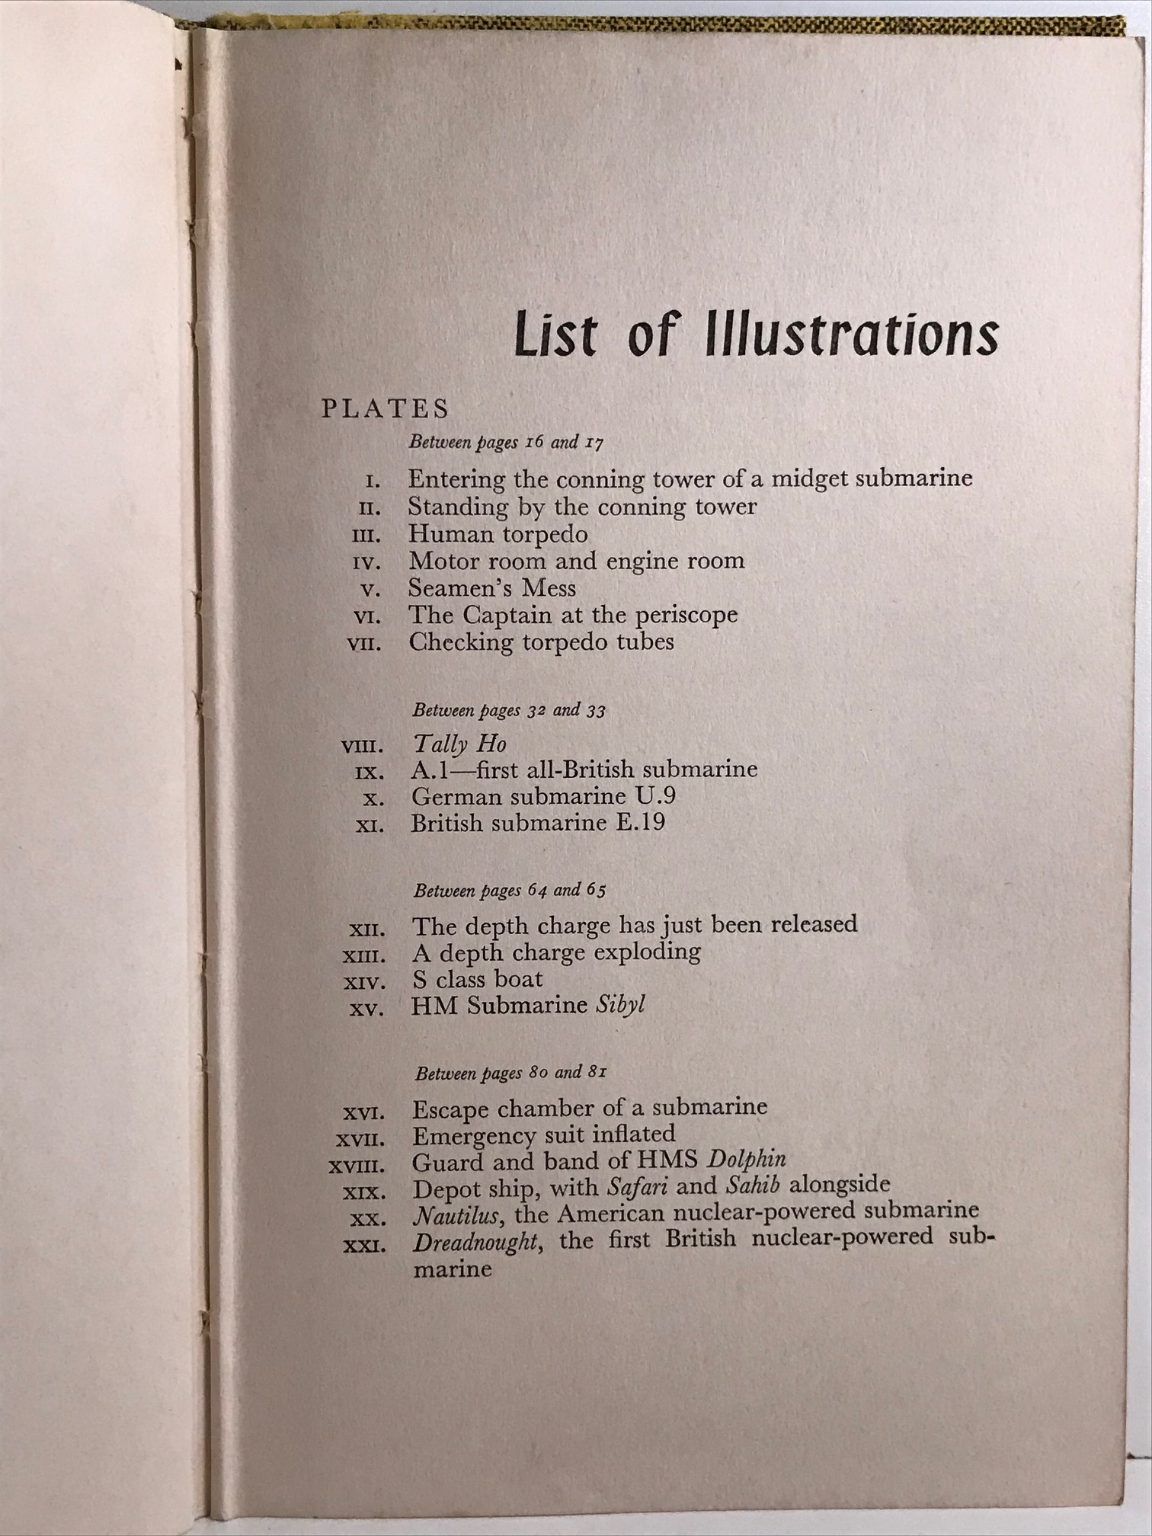 List of Illustrations
PLATES
Between pages 16 and 17
I. Entering the conning tower of a midget submarine
II. Standing by the conning tower
III. Human torpedo
IV. Motor room and engine room
V. Seamen's Mess
VI. The Captain at the periscope
VII. Checking torpedo tubes
Between pages 32 and 33
VIII. Tally Ho
IX. A.1—first all-British submarine
X. German submarine U.9
XI. British submarine E.19
Between pages 64 and 65
XII. The depth charge has just been released
XIII. A depth charge exploding
XIV. S class boat
XV. HM Submarine Sibyl
Between pages 80 and 81
XVI. Escape chamber of a submarine
XVII. Emergency suit inflated
XVIII. Guard and band of HMS Dolphin
XIX. Depot ship, with Safari and Sahib alongside
XX. Nautilus, the American nuclear-powered submarine
XXI. Dreadnought, the first British nuclear-powered sub-
marine